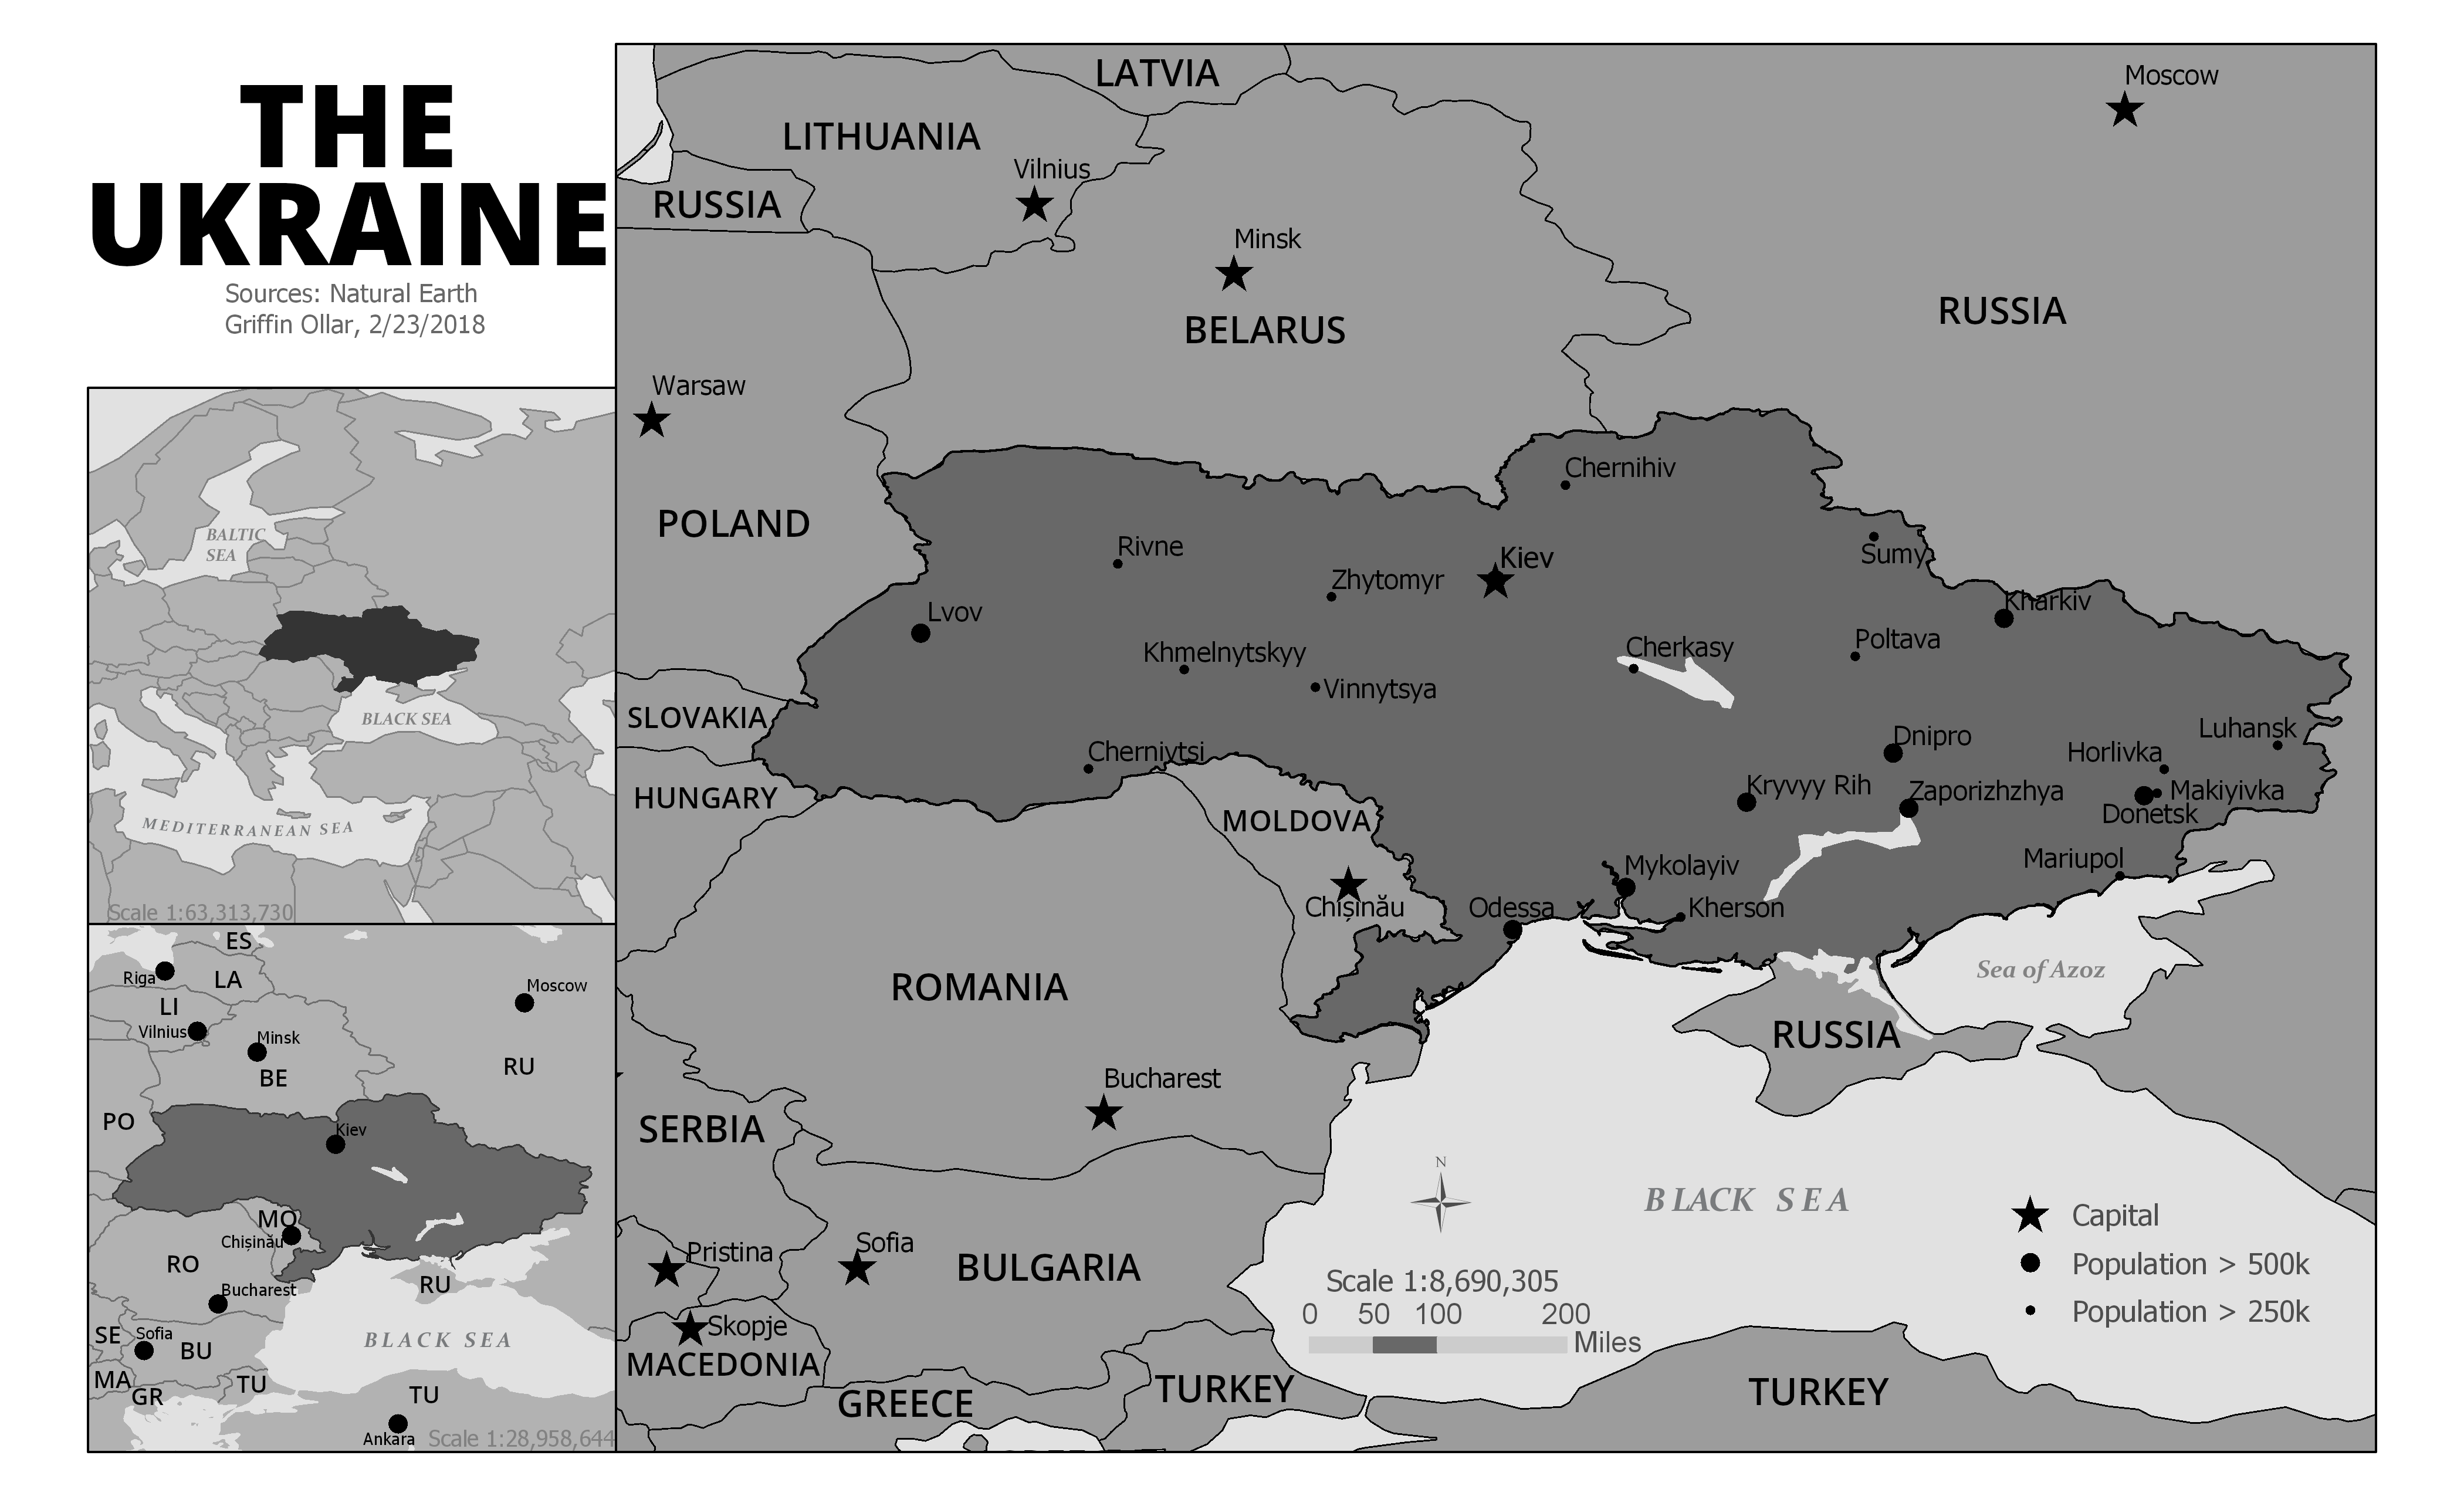 THE
UKRAINE
Sources: Natural Earth
Griffin Ollar, 2/23/2018
BALTIC
SEA
BLACK SEA
MEDITERRANEAN SEA
Scale 1:63,313,730
ES
Riga
LA
Moscow
LI
Vilnius
Minsk
RU
BE
PO
Kiev
MO
Chișinău
RO
RU
Bucharest
SE
Sofia
BU
BLACK SEA
MA
GR
TU
TU
Ankara
Scale 1:28,958,644
LATVIA
Moscow
LITHUANIA
Vilnius
RUSSIA
Minsk
RUSSIA
BELARUS
Warsaw
Chernihiv
POLAND
Rivne
Kiev
Sumy
Zhytomyr
Kharkiv
Lvov
Khmelnytskyy
Cherkasy
Poltava
Vinnytsya
SLOVAKIA
Luhansk
Chernivtsi
Dnipro
Horlivka
HUNGARY
Kryvyy Rih
Zaporizhzhya
Makiyivka
MOLDOVA
Donetsk
Mykolayiv
Mariupol
Chișinău
Odessa
Kherson
Sea of Azoz
ROMANIA
RUSSIA
Bucharest
SERBIA
N
BLACK SEA
Capital
Pristina
Sofia
BULGARIA
Population > 500k
Scale 1:8,690,305
0 50 100 200
Miles
Population > 250k
Skopje
MACEDONIA
GREECE
TURKEY
TURKEY